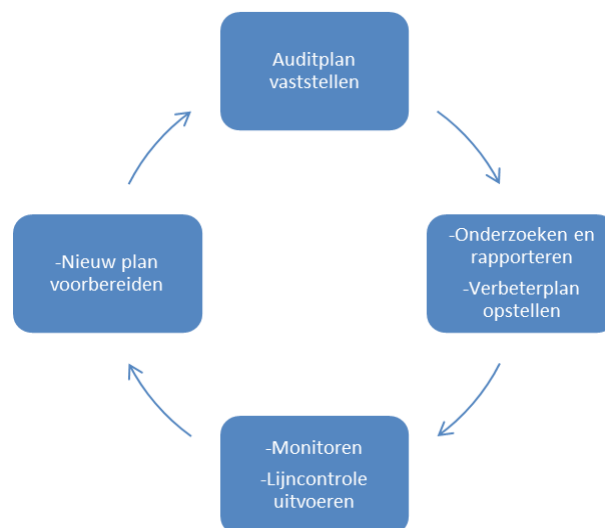 Auditplan
vaststellen
-Onderzoeken en
rapporteren
-Verbeterplan
opstellen
-Monitoren
-Lijncontrole
uitvoeren
-Nieuw plan
voorbereiden